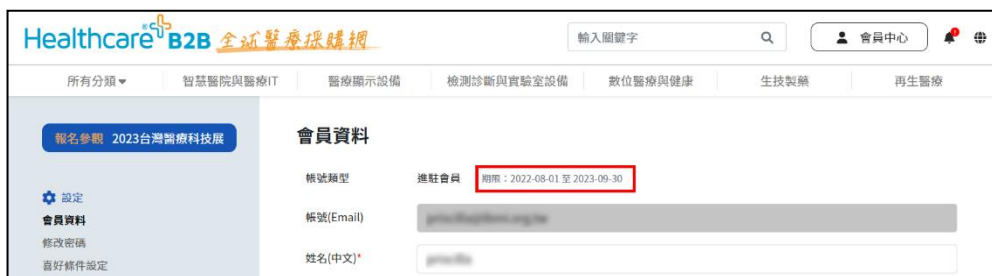 Healthcare B2B 全球醫療採購網
輸入關鍵字
會員中心
所有分類 智慧醫院與醫療IT 醫療顯示設備 檢測診斷與實驗室設備 數位醫療與健康 生技製藥 再生醫療
報名參觀 2023台灣醫療科技展
會員資料
帳號類型 進駐會員 期限：2022-08-01 至 2023-09-30
設定
會員資料
帳號(Email)
修改密碼
姓名(中文)*
喜好條件設定